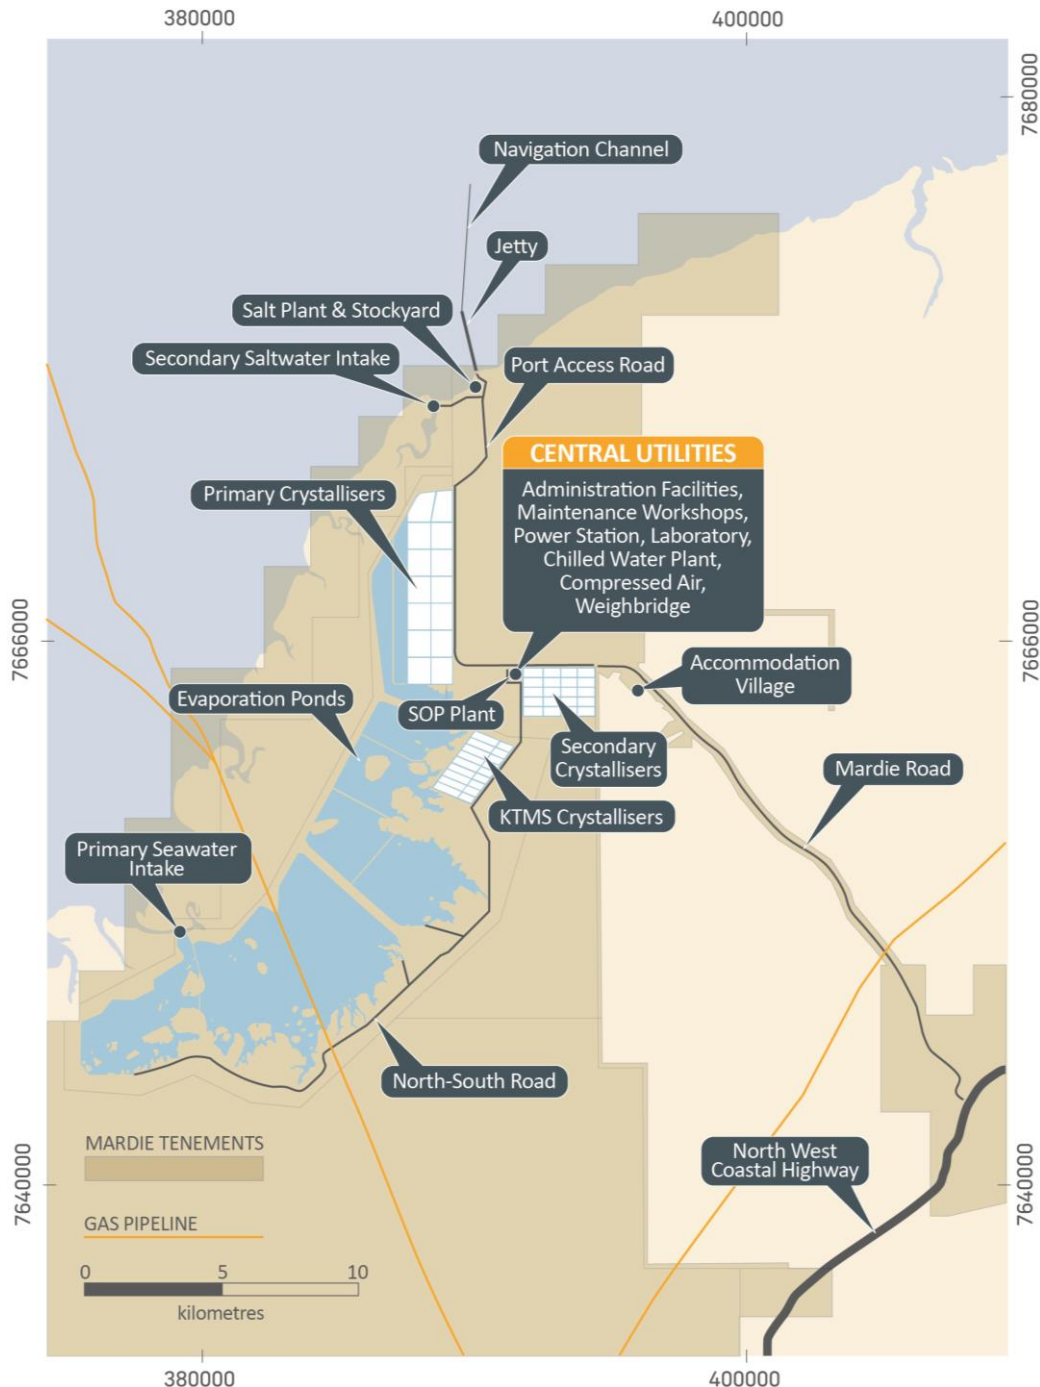 380000
400000
7680000
Navigation Channel
Jetty
Salt Plant & Stockyard
Secondary Saltwater Intake
Port Access Road
CENTRAL UTILITIES
Administration Facilities,
Maintenance Workshops,
Power Station, Laboratory,
Chilled Water Plant,
Compressed Air,
Weighbridge
Primary Crystallisers
7666000
7666000
Accommodation
Village
Evaporation Ponds
SOP Plant
Secondary
Crystallisers
Mardie Road
KTMS Crystallisers
Primary Seawater
Intake
North-South Road
MARDIE TENEMENTS
North West
Coastal Highway
7640000
7640000
GAS PIPELINE
0 5 10
kilometres
380000
400000